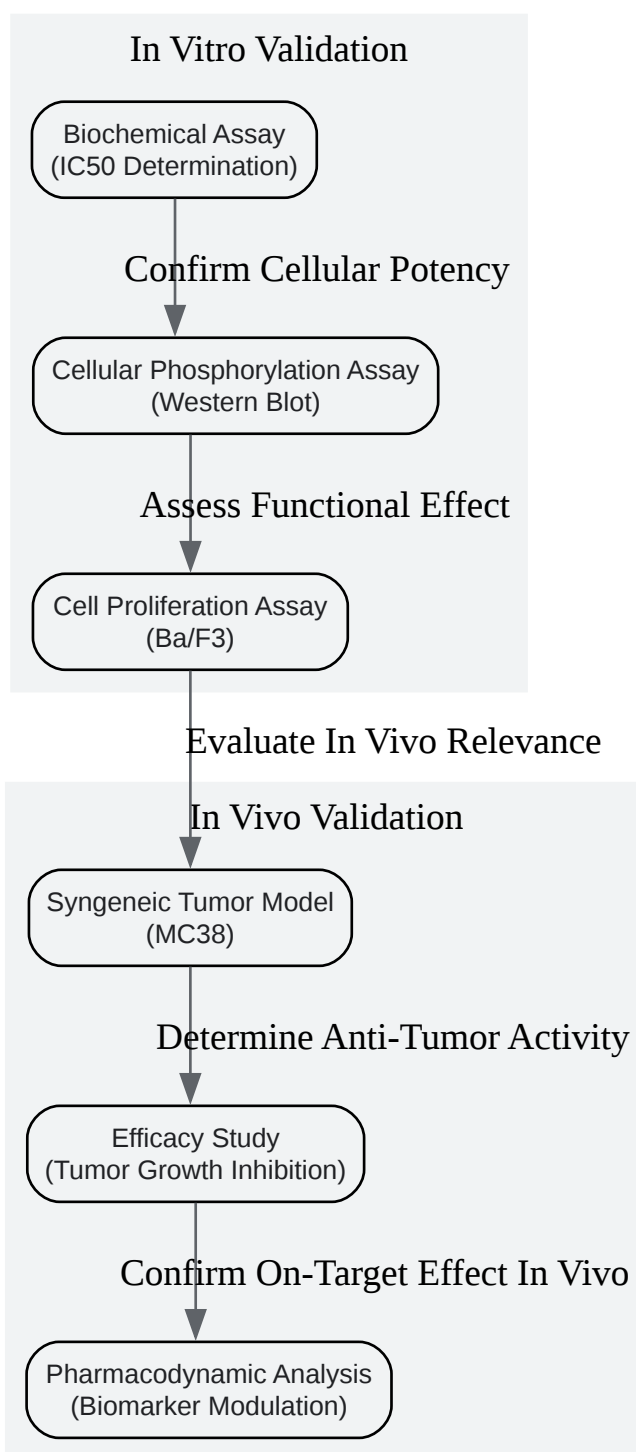 In Vitro Validation
Biochemical Assay
(IC50 Determination)
Confirm Cellular Potency
Cellular Phosphorylation Assay
(Western Blot)
Assess Functional Effect
Cell Proliferation Assay
(Ba/F3)
Evaluate In Vivo Relevance
In Vivo Validation
Syngeneic Tumor Model
(MC38)
Determine Anti-Tumor Activity
Efficacy Study
(Tumor Growth Inhibition)
Confirm On-Target Effect In Vivo
Pharmacodynamic Analysis
(Biomarker Modulation)